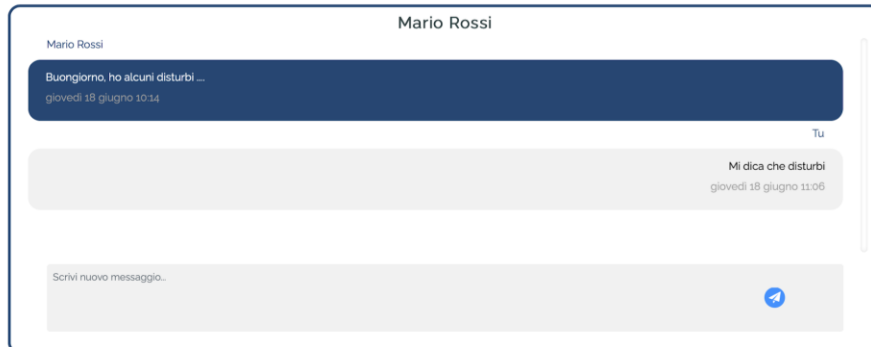 Mario Rossi
Mario Rossi
Buongiorno, ho alcuni disturbi ....
giovedì 18 giugno 10:14
Tu
Mi dica che disturbi
giovedì 18 giugno 11:06
Scrivi nuovo messaggio...